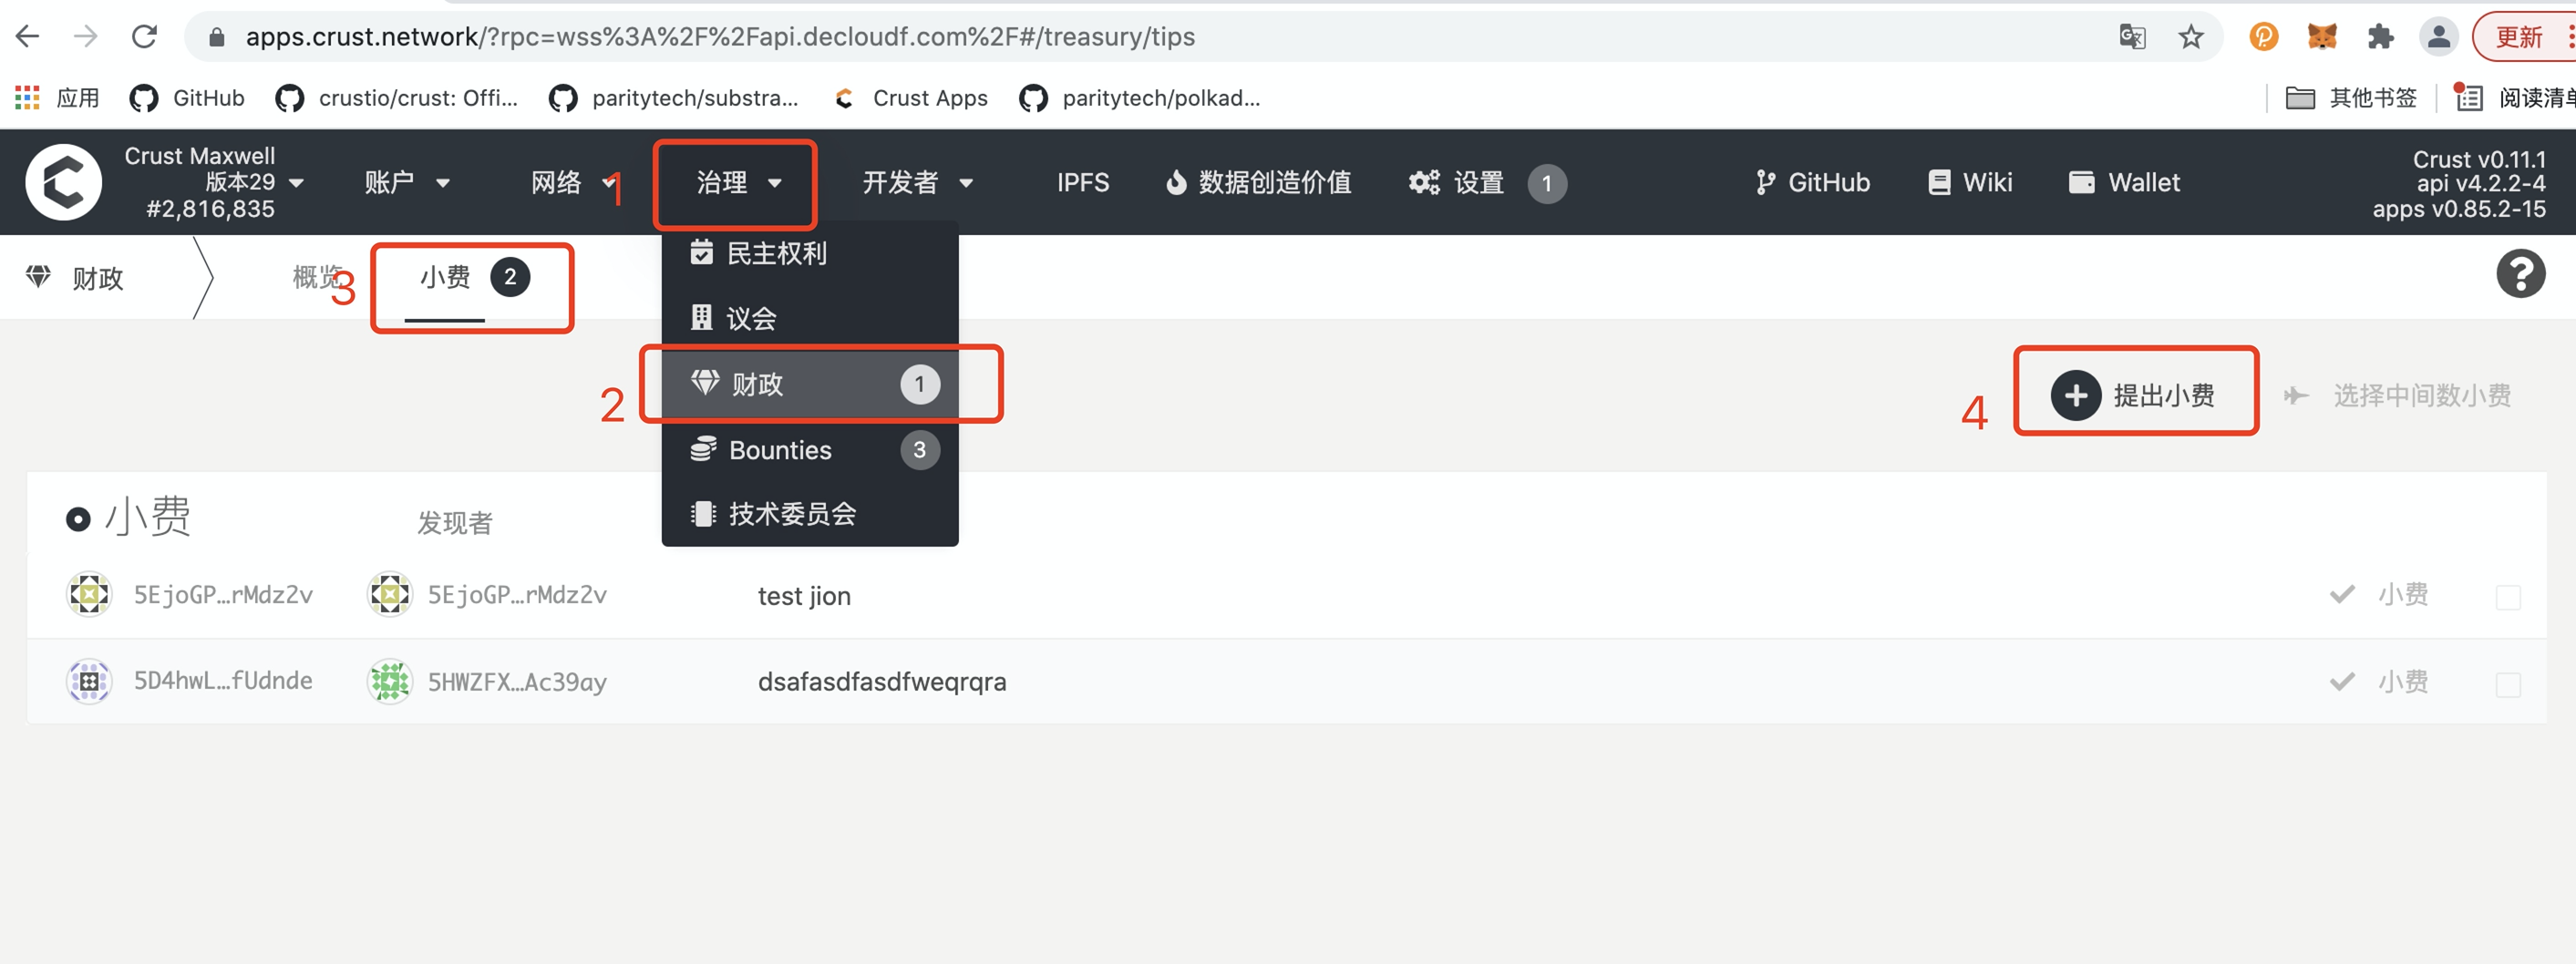 apps.crust.network/?rpc=wss%3A%2F%2Fapi.decloudf.com%2F#/treasury/tips
更新
应用
GitHub
crustio/crust: Offi...
paritytech/substra...
Crust Apps
paritytech/polkad...
其他书签
阅读清单
Crust Maxwell
版本29
#2,816,835
账户
网络
1
治理
开发者
IPFS
数据创造价值
设置
1
GitHub
Wiki
Wallet
Crust v0.11.1
api v4.2.2-4
apps v0.85.2-15
财政
概览
3
小费
2
民主权利
议会
2
财政
1
Bounties
3
技术委员会
4
提出小费
选择中间数小费
小费
发现者
5EjoGP...rMdz2v
5EjoGP...rMdz2v
test jion
小费
5D4hwL...fUdnde
5HWZFX...Ac39ay
dsafasdfasdfweqrqra
小费